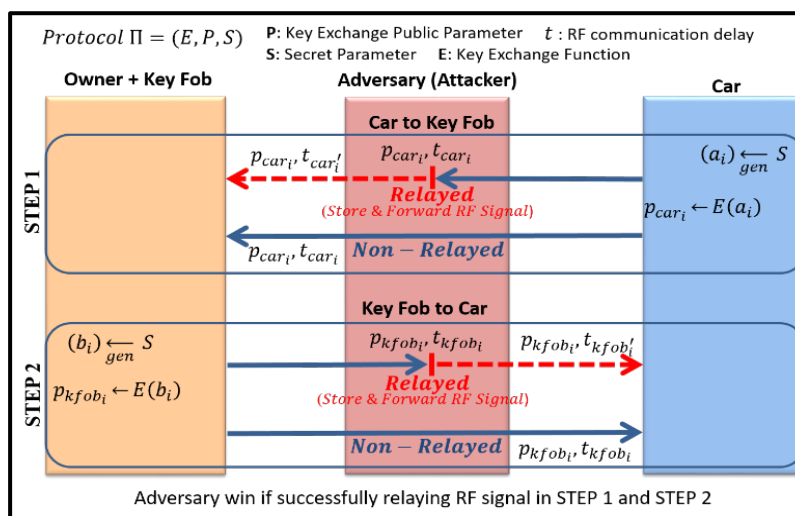 Protocol Π = (E, P, S)
P: Key Exchange Public Parameter
t : RF communication delay
S: Secret Parameter
E: Key Exchange Function
Owner + Key Fob
Adversary (Attacker)
Car
STEP 1
Car to Key Fob
p_{car_i}, t_{car_i'}
p_{car_i}, t_{car_i}
(a_i) ⟵_{gen} S
Relayed
(Store & Forward RF Signal)
p_{car_i} ← E(a_i)
p_{car_i}, t_{car_i}
Non − Relayed
STEP 2
Key Fob to Car
(b_i) ⟵_{gen} S
p_{kfob_i}, t_{kfob_i}
p_{kfob_i}, t_{kfob_i'}
p_{kfob_i} ← E(b_i)
Relayed
(Store & Forward RF Signal)
Non − Relayed
p_{kfob_i}, t_{kfob_i}
Adversary win if successfully relaying RF signal in STEP 1 and STEP 2